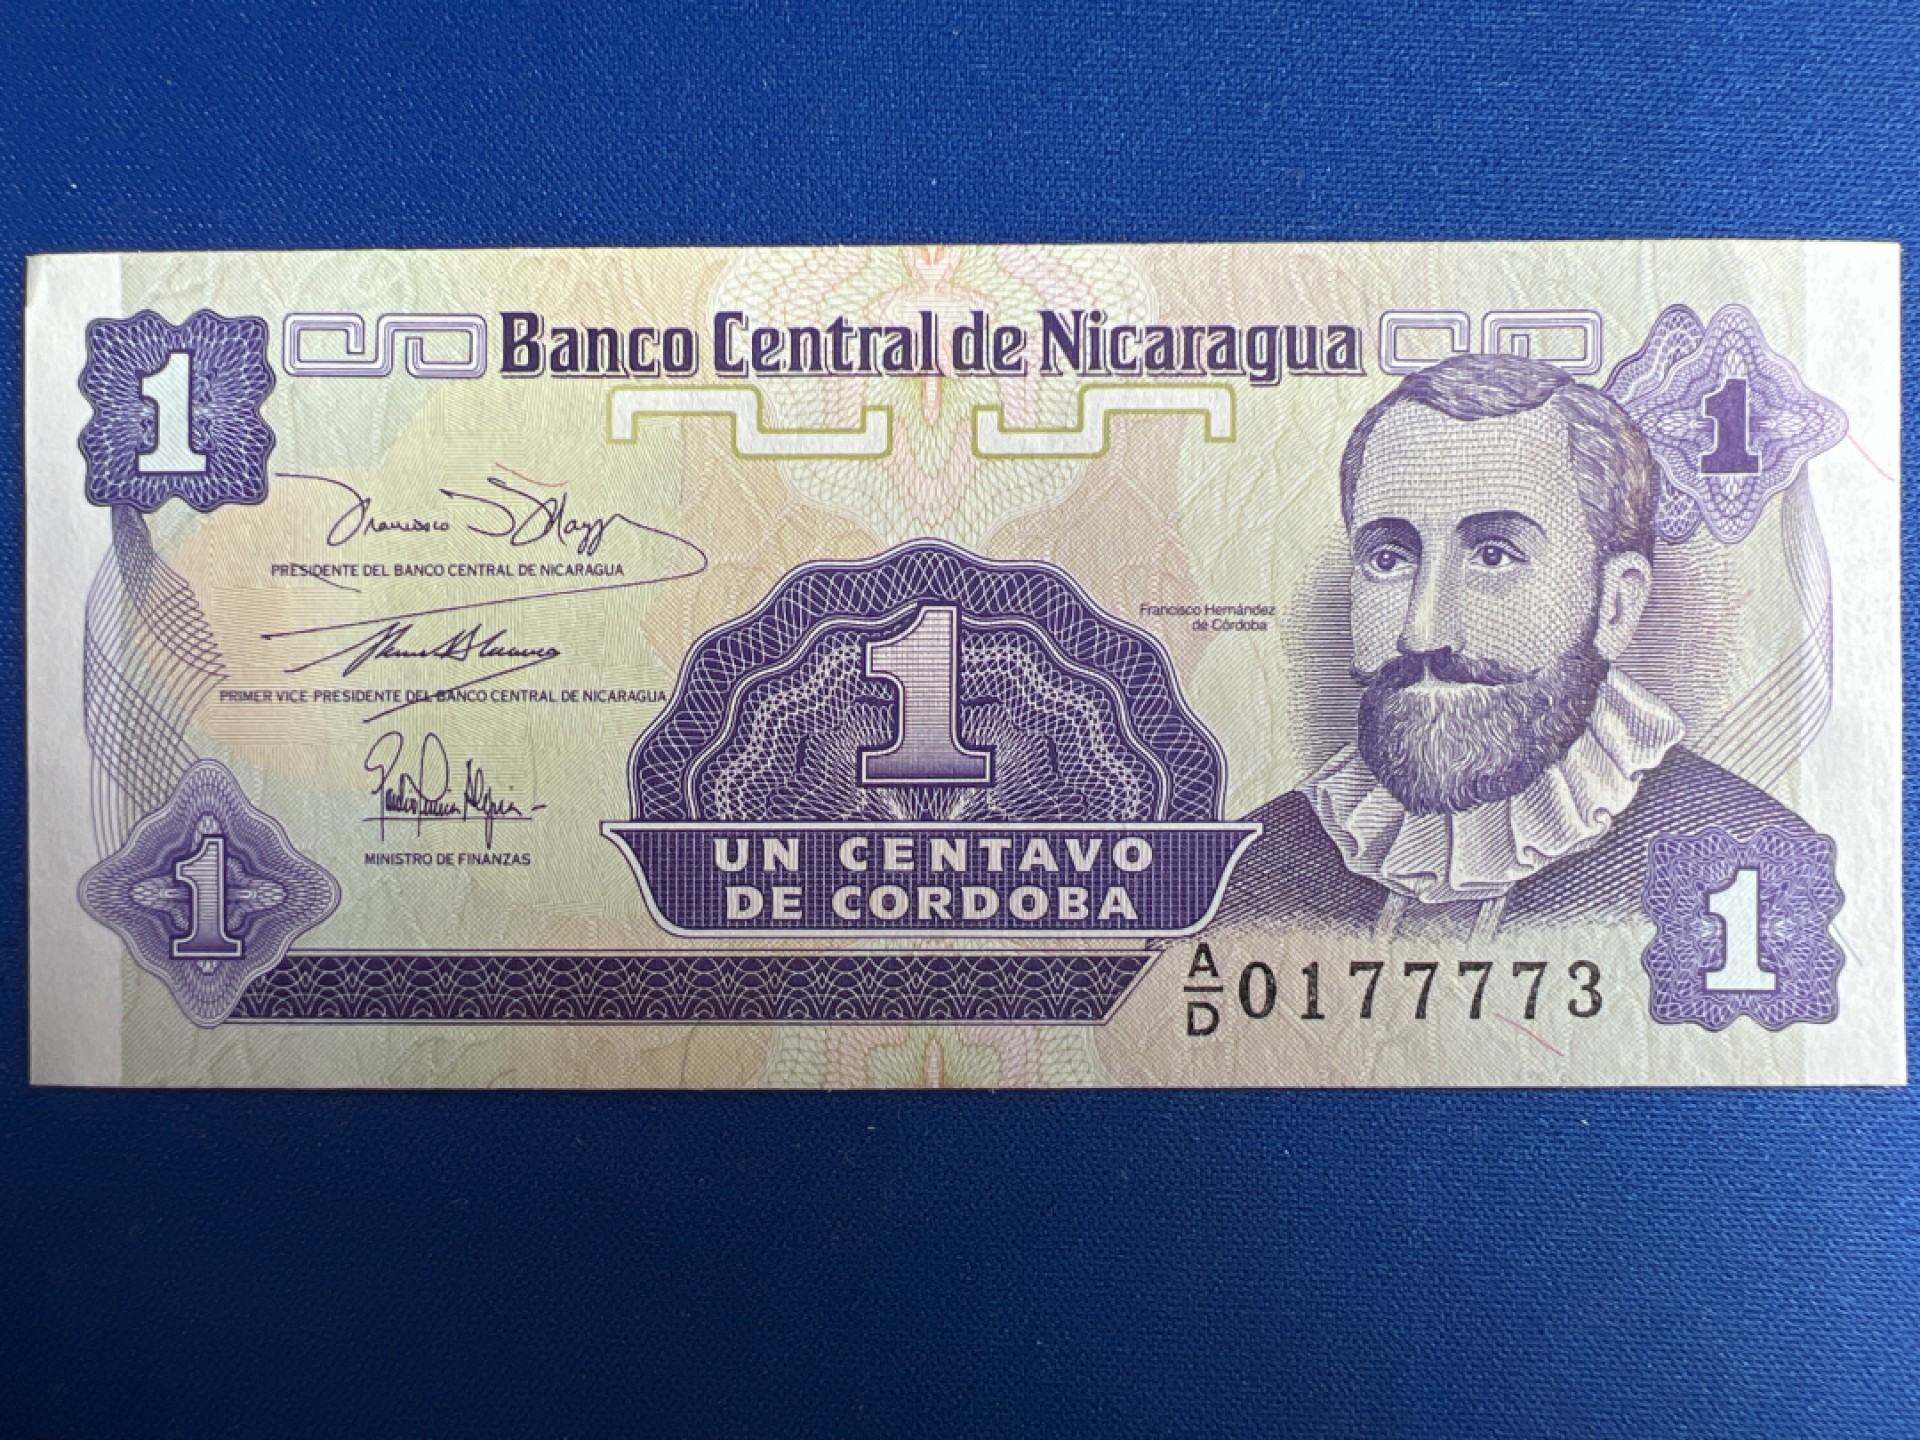 Banco Central de Nicaragua
1
1
PRESIDENTE DEL BANCO CENTRAL DE NICARAGUA
Francisco Hernández
de Córdoba
1
PRIMER VICE PRESIDENTE DEL BANCO CENTRAL DE NICARAGUA
MINISTRO DE FINANZAS
UN CENTAVO
DE CORDOBA
1
1
A/D 0177773